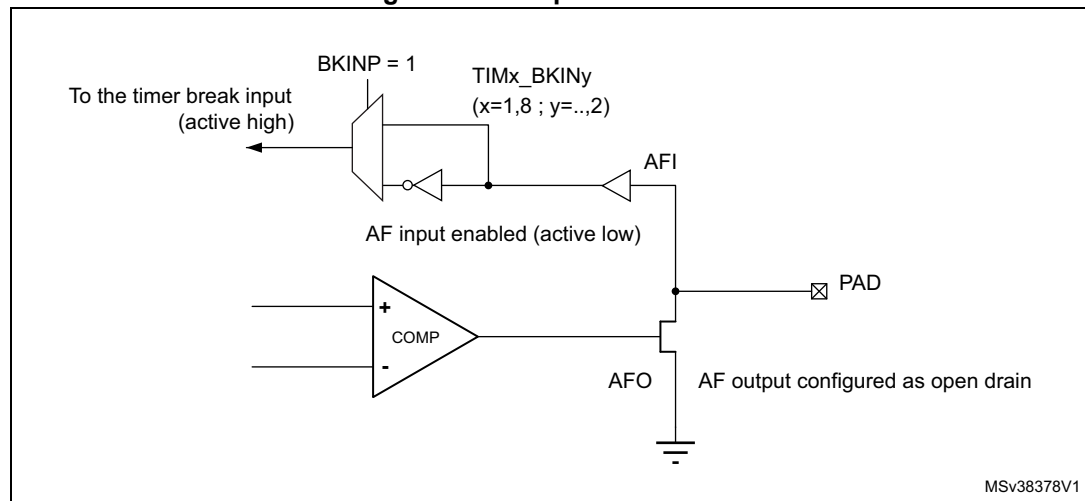 BKINP = 1
TIMx_BKINy
(x=1,8 ; y=..,2)
To the timer break input
(active high)
AFI
AF input enabled (active low)
PAD
+
COMP
-
AFO
AF output configured as open drain
MSv38378V1